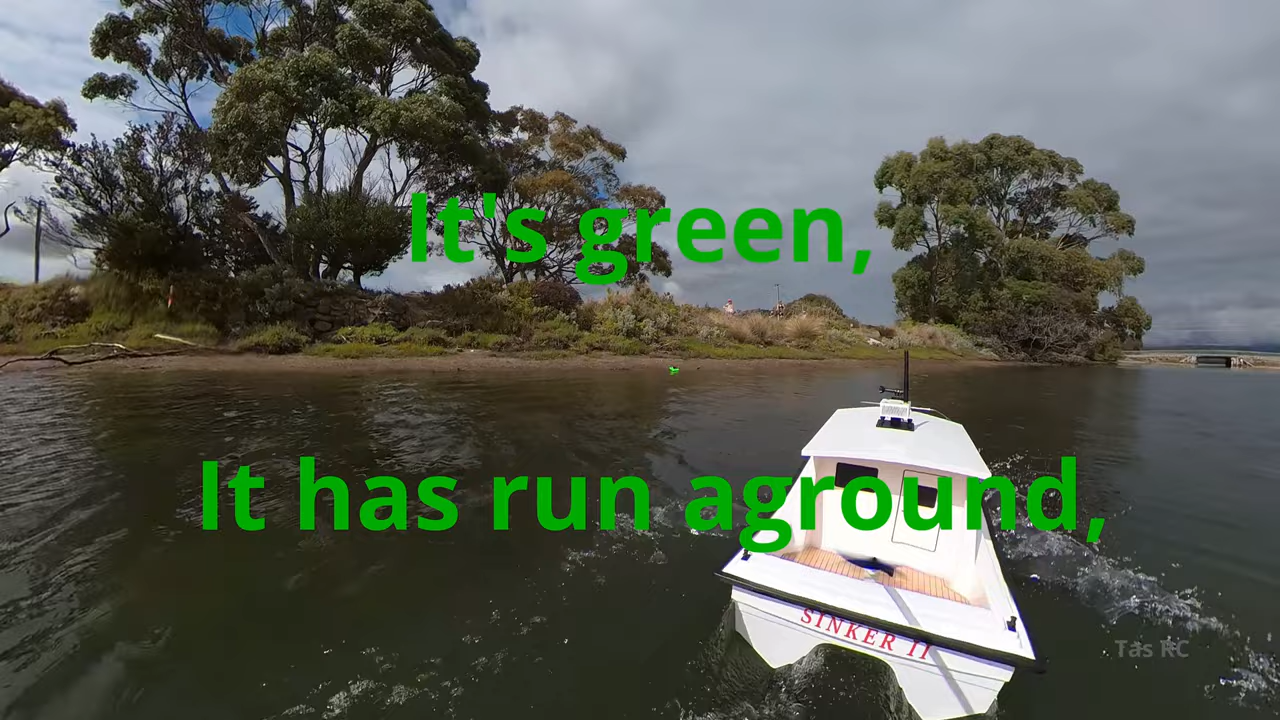 It's green,
It has run aground,
SINKER II
Tas RC